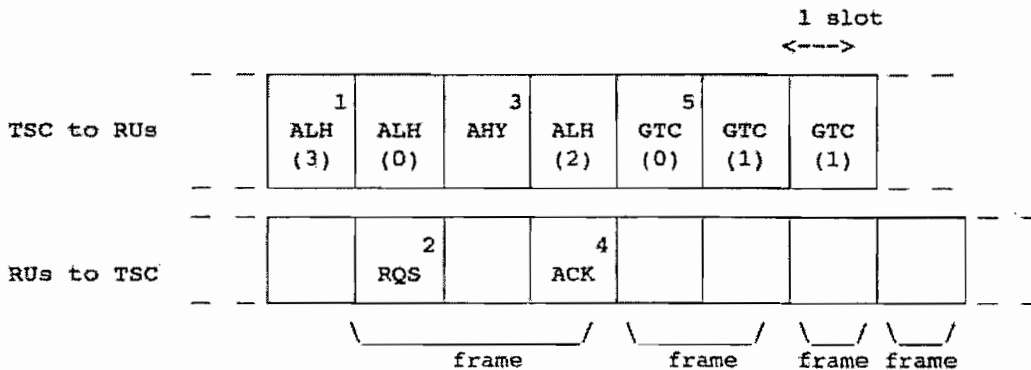 1 slot
<--->
1 3 5
TSC to RUs ALH ALH AHY ALH GTC GTC GTC
(3) (0) (2) (0) (1) (1)
2 4
RUs to TSC RQS ACK
frame frame frame frame